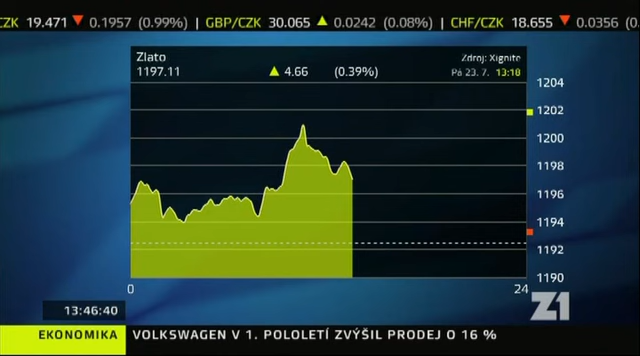 ZK 19.471 ▼ 0.1957 (0.99%) | GBP/CZK 30.065 ▲ 0.0242 (0.08%) | CHF/CZK 18.655 ▼ 0.0356 (0.
Zlato
Zdroj: Xignite
1197.11 ▲ 4.66 (0.39%)
Pá 23. 7. 13:18
1204
1202
1200
1198
1196
1194
1192
1190
0 24
13:46:40
Z1
EKONOMIKA VOLKSWAGEN V 1. POLOLETÍ ZVÝŠIL PRODEJ O 16 %